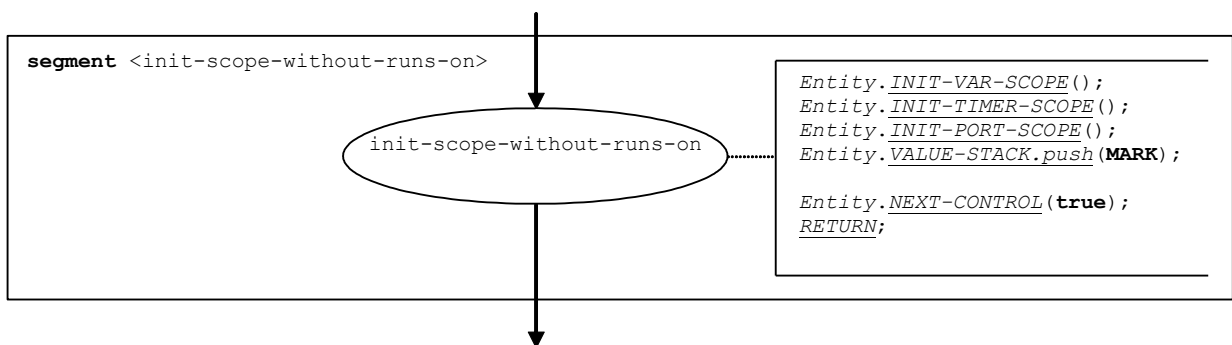 segment <init-scope-without-runs-on>
init-scope-without-runs-on
Entity.INIT-VAR-SCOPE();
Entity.INIT-TIMER-SCOPE();
Entity.INIT-PORT-SCOPE();
Entity.VALUE-STACK.push(MARK);
Entity.NEXT-CONTROL(true);
RETURN;